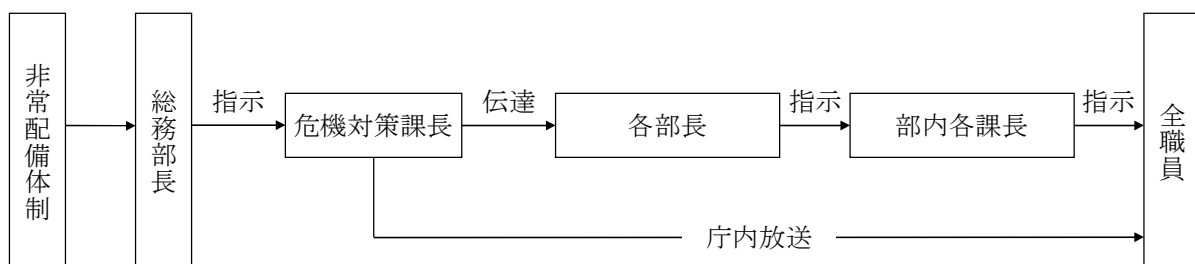 非常配備体制
総務部長
指示
危機対策課長
伝達
各部長
指示
部内各課長
指示
全職員
庁内放送